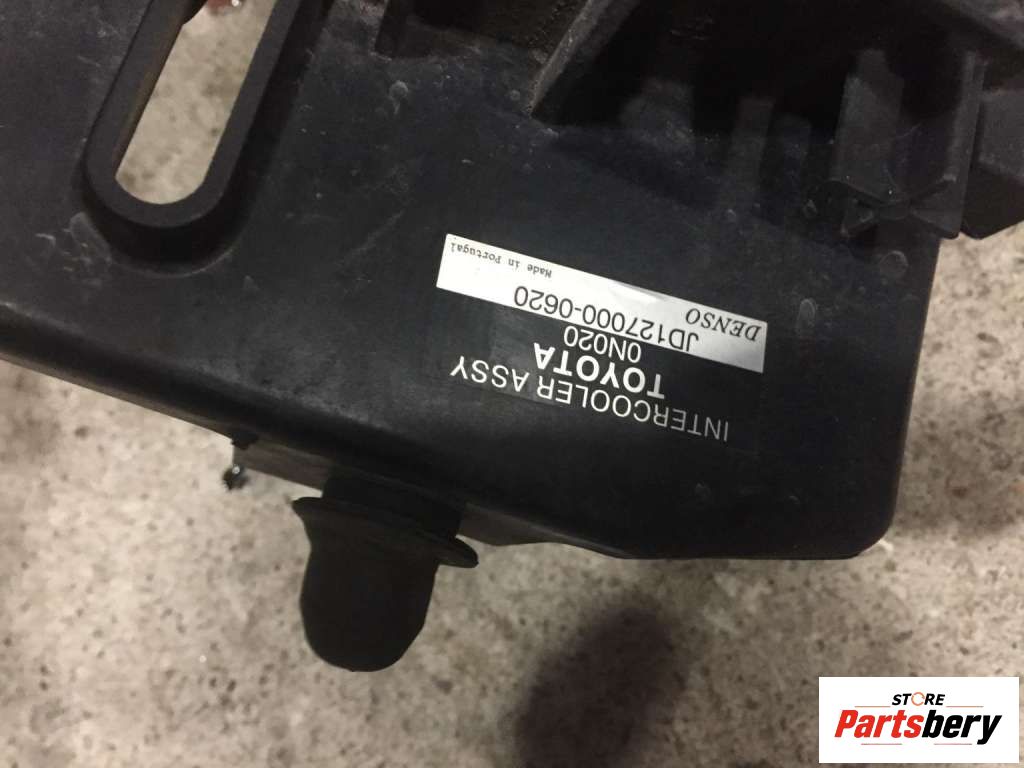 INTERCOOLER ASSY
TOYOTA
0N020
JD127000-0620
DENSO Made in Portugal
STORE
Partsbery